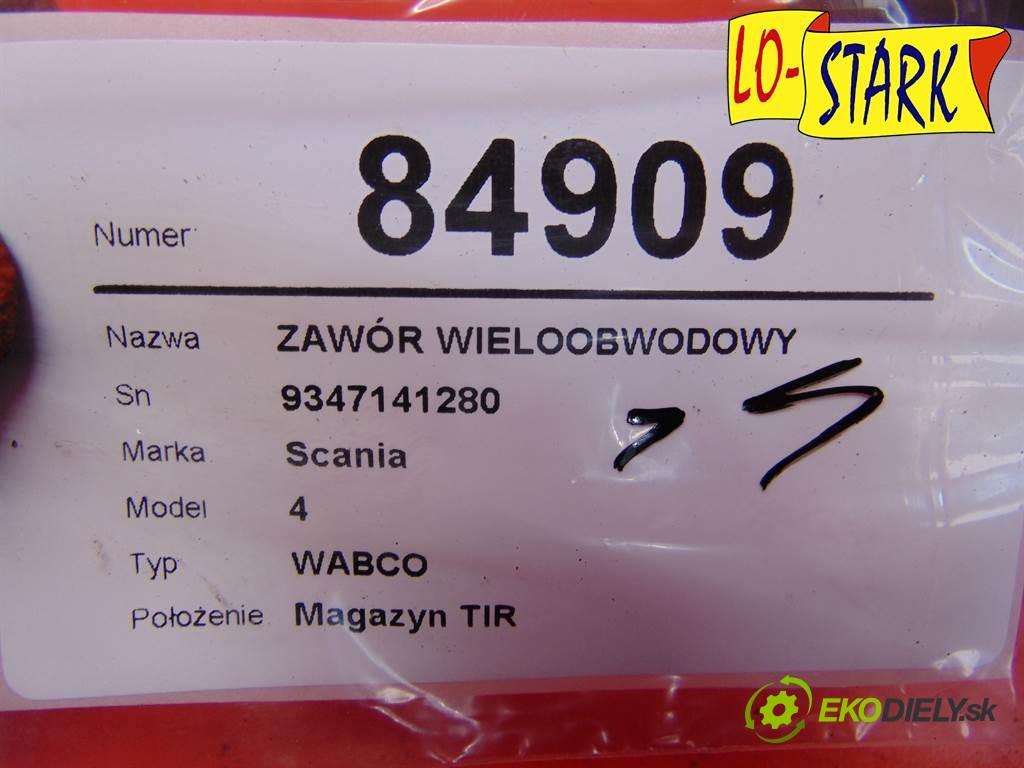 LO-STARK
Numer 84909
Nazwa ZAWÓR WIELOOBWODOWY
Sn 9347141280
Marka Scania
Model 4
Typ WABCO
Położenie Magazyn TIR
EKODIELY.sk